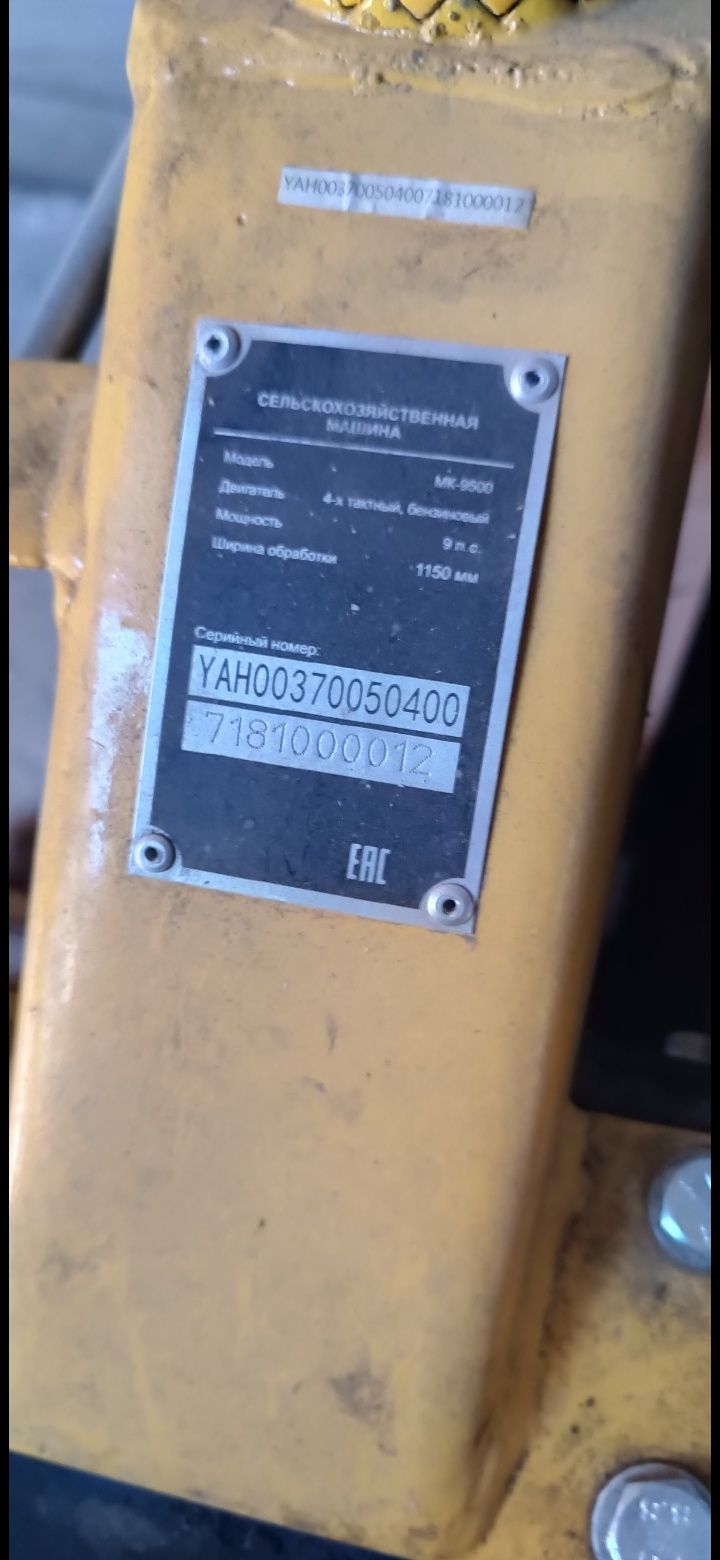 YAH003700504007181000012
СЕЛЬСКОХОЗЯЙСТВЕННАЯ
МАШИНА
Модель МК-9500
Двигатель 4-х тактный, бензиновый
Мощность 9 л.с.
Ширина обработки 1150 мм
Серийный номер:
YAH00370050400
7181000012
EAC